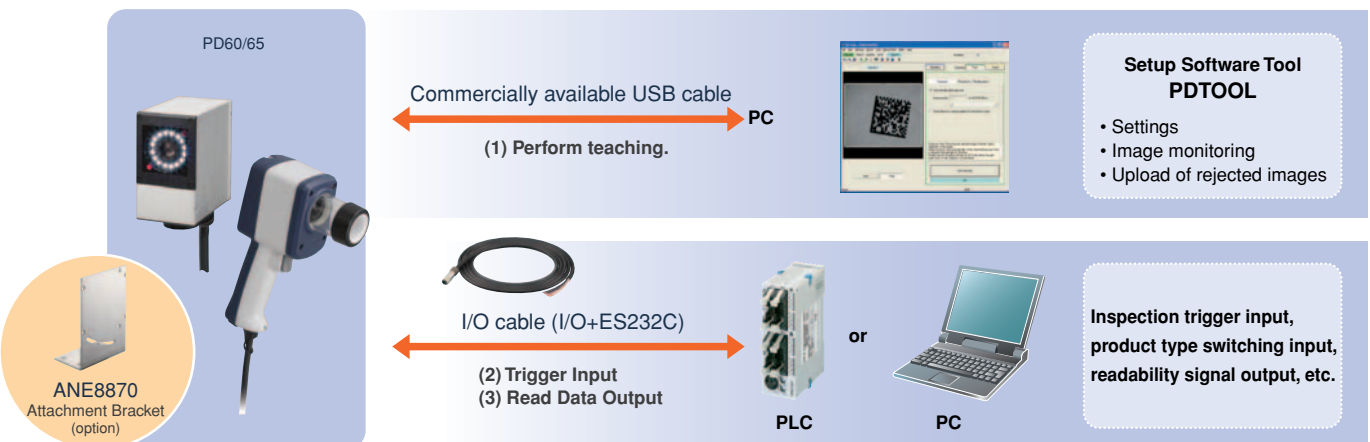 PD60/65
Commercially available USB cable
PC
(1) Perform teaching.
Setup Software Tool
PDTOOL
• Settings
• Image monitoring
• Upload of rejected images
ANE8870
Attachment Bracket
(option)
I/O cable (I/O+ES232C)
(2) Trigger Input
(3) Read Data Output
PLC
or
PC
Inspection trigger input,
product type switching input,
readability signal output, etc.